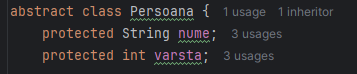 abstract class Persoana {  1 usage  1 inheritor
    protected String nume;  3 usages
    protected int varsta;  3 usages